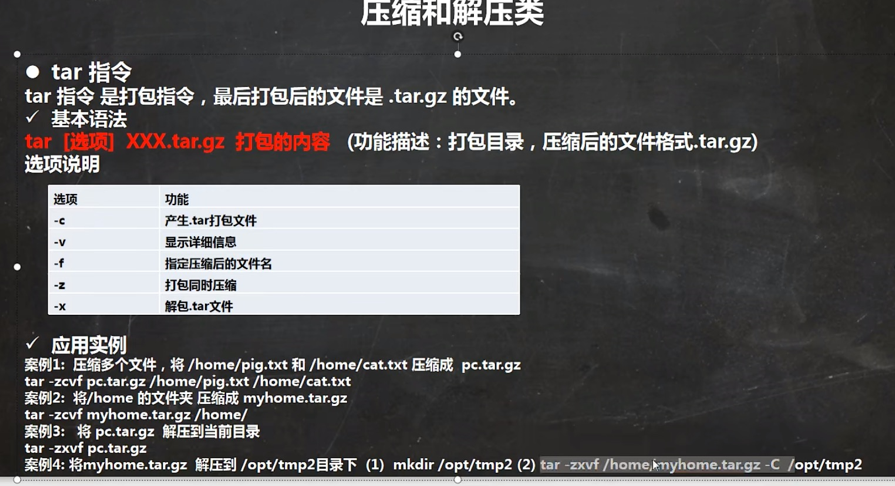 压缩和解压类
● tar 指令
tar 指令 是打包指令，最后打包后的文件是 .tar.gz 的文件。
✓ 基本语法
tar [选项] XXX.tar.gz 打包的内容 (功能描述：打包目录，压缩后的文件格式.tar.gz)
选项说明
选项 功能
-c 产生.tar打包文件
-v 显示详细信息
-f 指定压缩后的文件名
-z 打包同时压缩
-x 解包.tar文件
✓ 应用实例
案例1: 压缩多个文件，将 /home/pig.txt 和 /home/cat.txt 压缩成 pc.tar.gz
tar -zcvf pc.tar.gz /home/pig.txt /home/cat.txt
案例2: 将/home 的文件夹 压缩成 myhome.tar.gz
tar -zcvf myhome.tar.gz /home/
案例3: 将 pc.tar.gz 解压到当前目录
tar -zxvf pc.tar.gz
案例4: 将myhome.tar.gz 解压到 /opt/tmp2目录下 (1) mkdir /opt/tmp2 (2) tar -zxvf /home/myhome.tar.gz -C /opt/tmp2